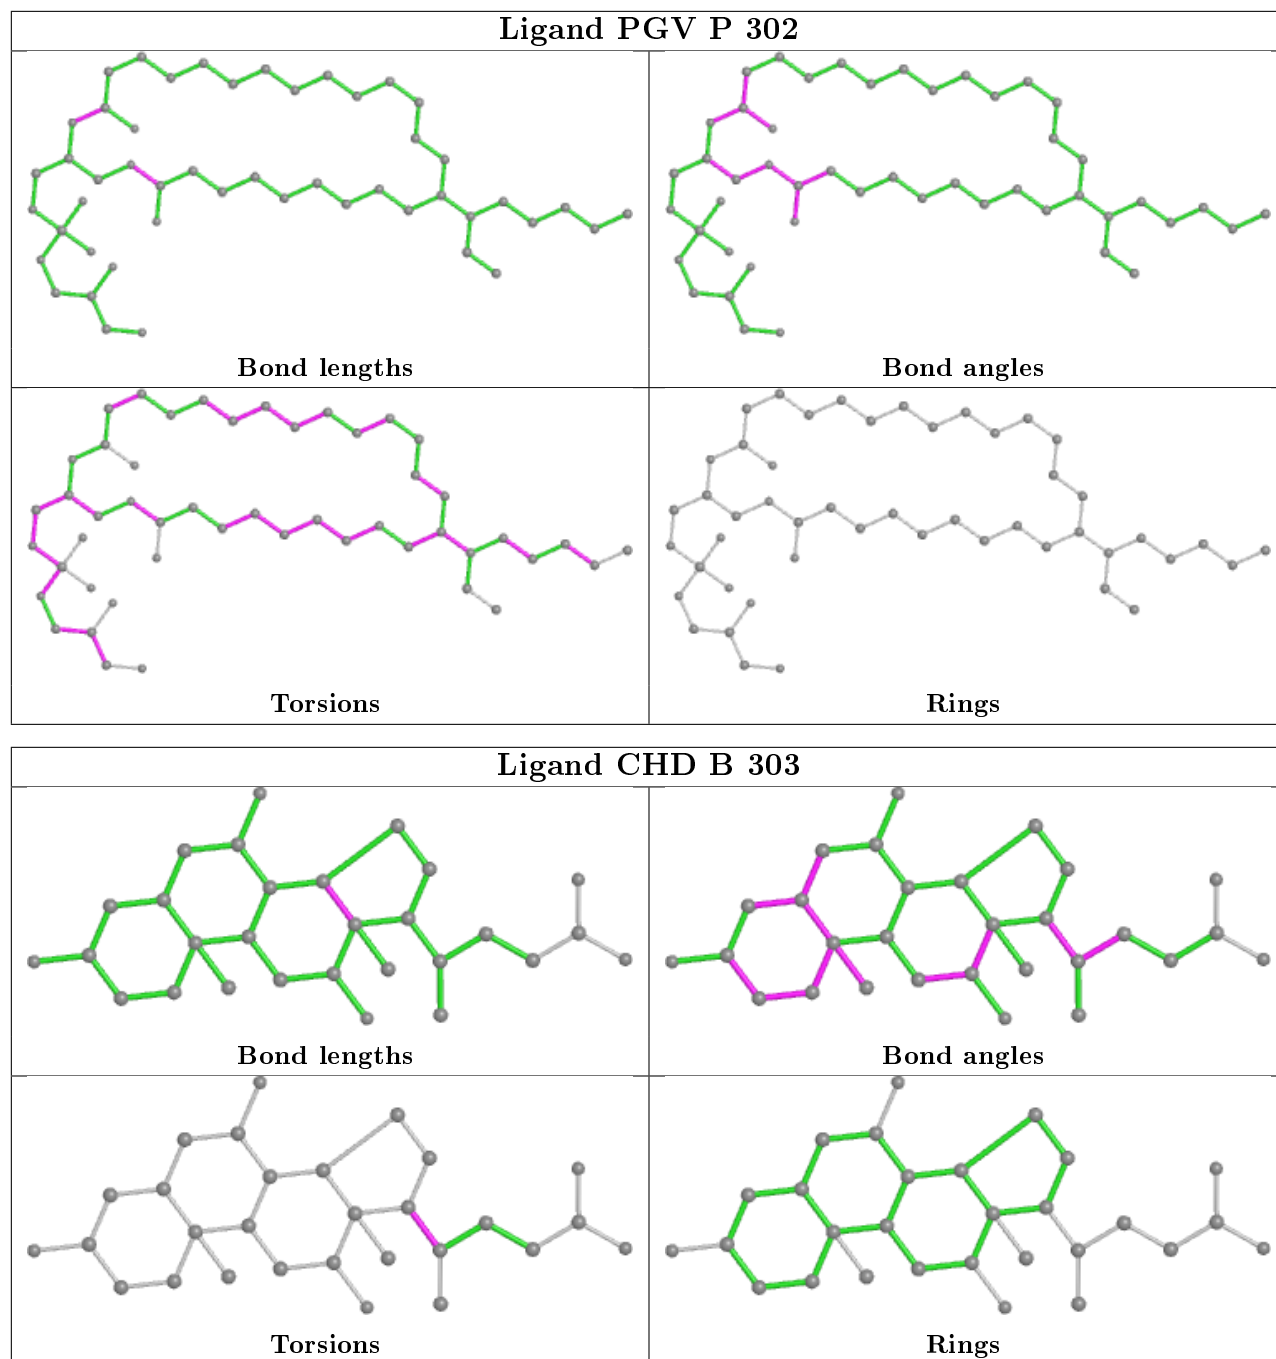 Ligand PGV P 302
Bond lengths
Bond angles
Torsions
Rings
Ligand CHD B 303
Bond lengths
Bond angles
Torsions
Rings